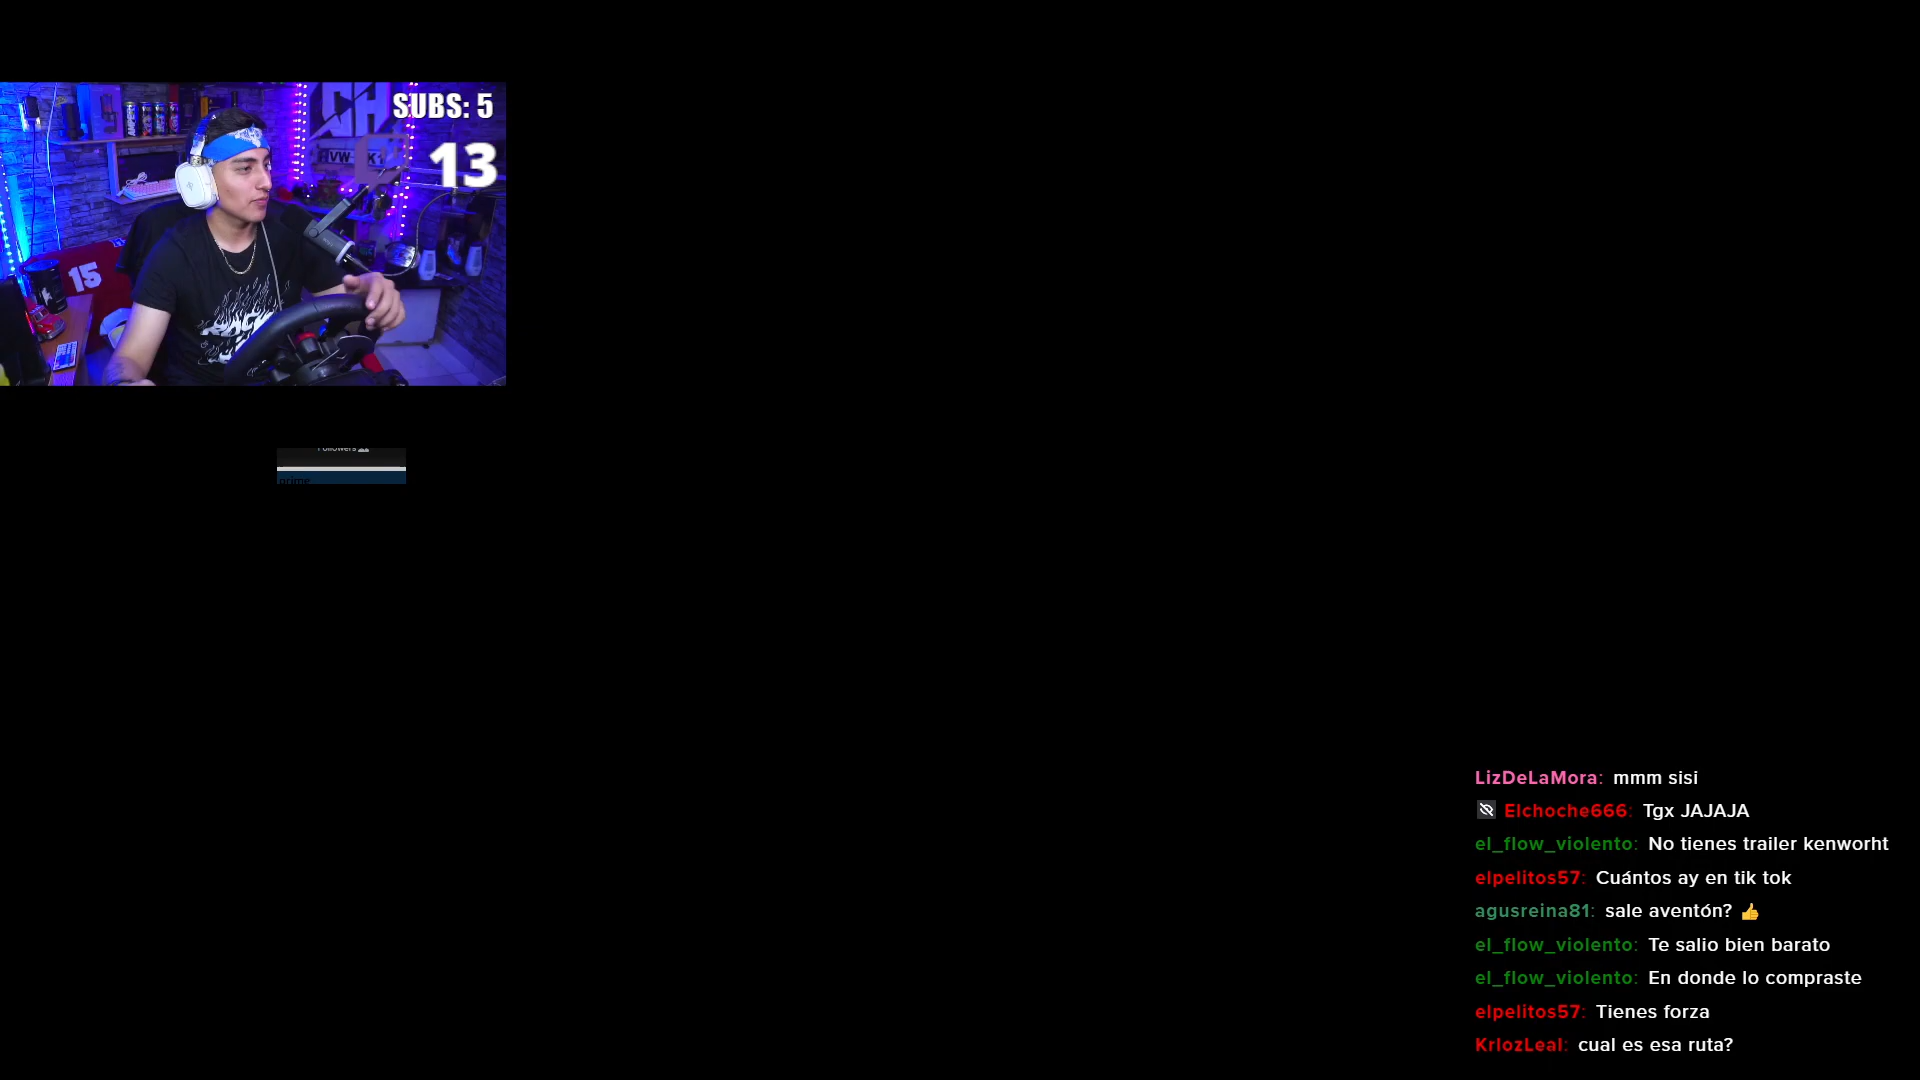 SUBS: 5
13
15
LizDeLaMora: mmm sisi
Elchoche666: Tgx JAJAJA
el_flow_violento: No tienes trailer kenworht
elpelitos57: Cuántos ay en tik tok
agusreina81: sale aventón? 👍
el_flow_violento: Te salio bien barato
el_flow_violento: En donde lo compraste
elpelitos57: Tienes forza
KrlozLeal: cual es esa ruta?